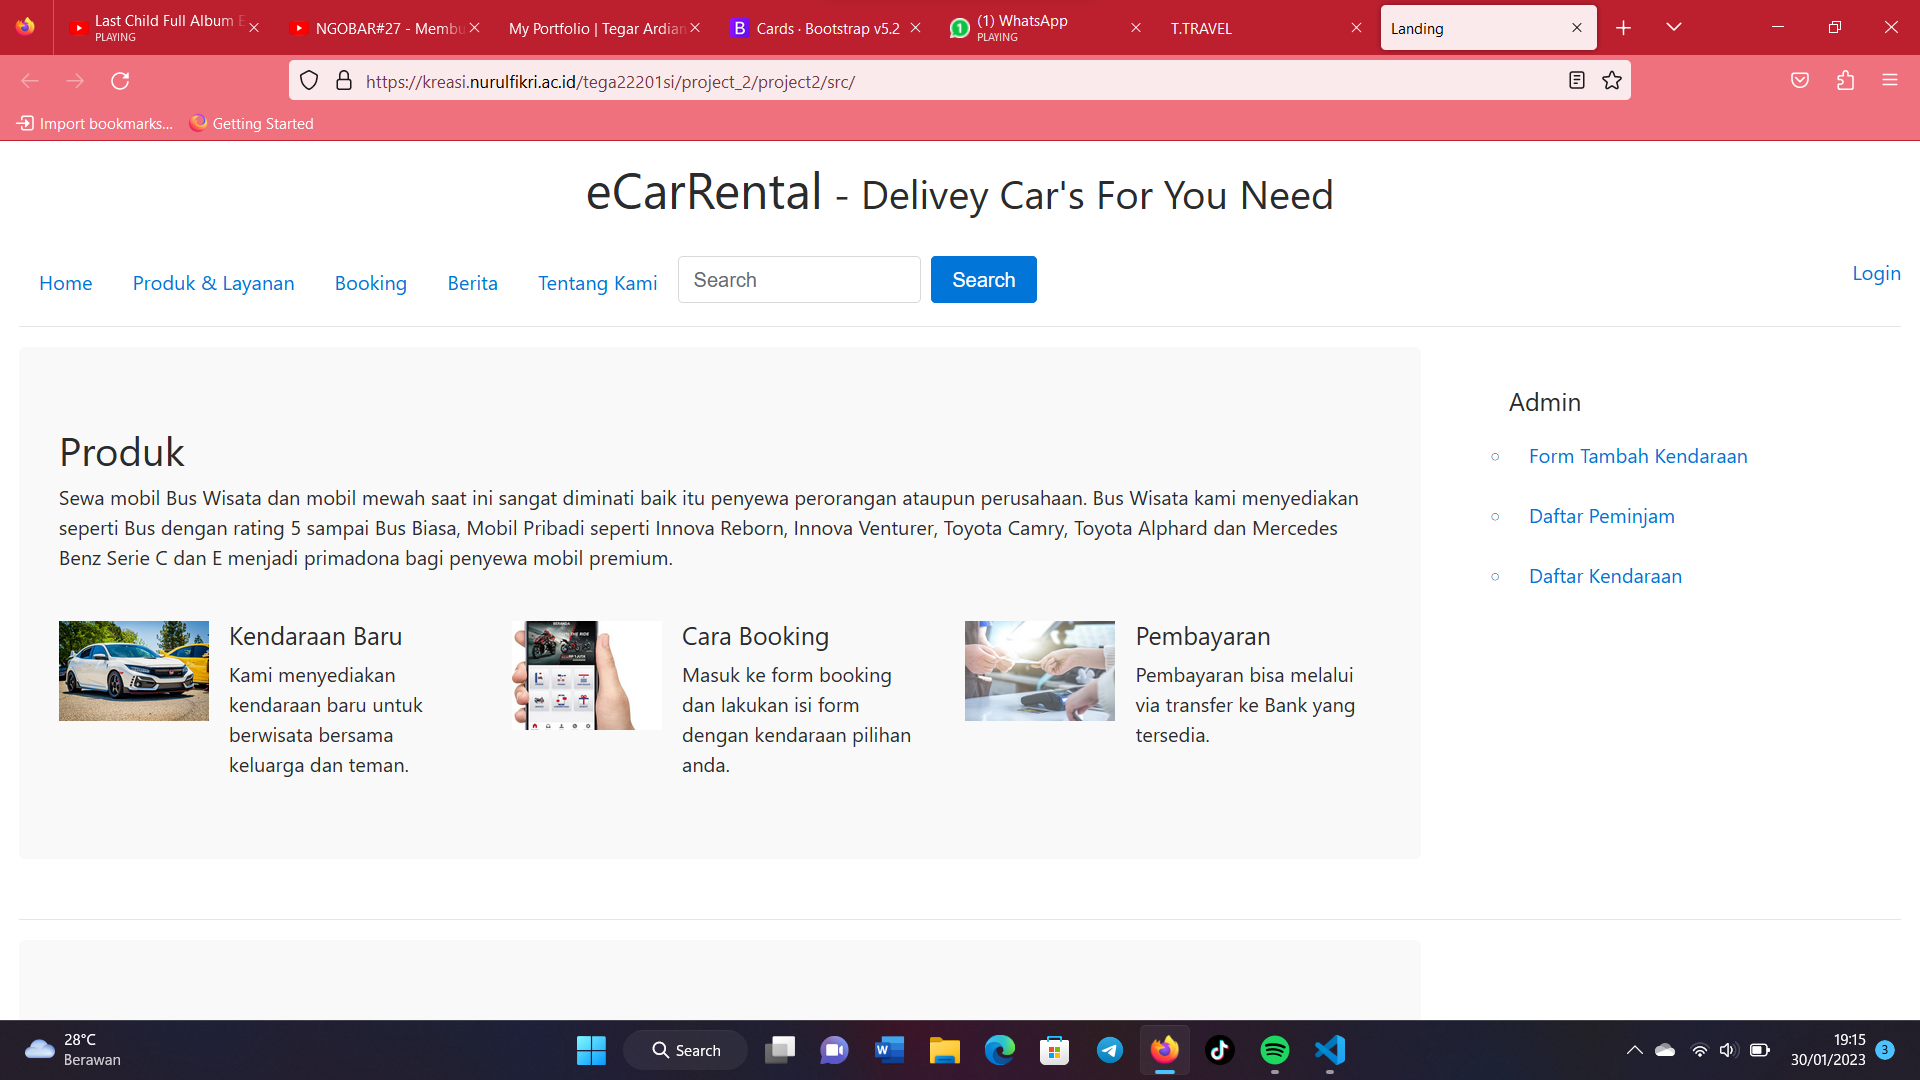 Last Child Full Album E
PLAYING
NGOBAR#27 - Membu
My Portfolio | Tegar Ardian
Cards · Bootstrap v5.2
(1) WhatsApp
PLAYING
T.TRAVEL
Landing
https://kreasi.nurulfikri.ac.id/tega22201si/project_2/project2/src/
Import bookmarks...
Getting Started
eCarRental - Delivey Car's For You Need
Home
Produk & Layanan
Booking
Berita
Tentang Kami
Search
Search
Login
Produk
Sewa mobil Bus Wisata dan mobil mewah saat ini sangat diminati baik itu penyewa perorangan ataupun perusahaan. Bus Wisata kami menyediakan
seperti Bus dengan rating 5 sampai Bus Biasa, Mobil Pribadi seperti Innova Reborn, Innova Venturer, Toyota Camry, Toyota Alphard dan Mercedes
Benz Serie C dan E menjadi primadona bagi penyewa mobil premium.
Kendaraan Baru
Kami menyediakan
kendaraan baru untuk
berwisata bersama
keluarga dan teman.
BERANDA
Cara Booking
Masuk ke form booking
dan lakukan isi form
dengan kendaraan pilihan
anda.
Pembayaran
Pembayaran bisa melalui
via transfer ke Bank yang
tersedia.
Admin
Form Tambah Kendaraan
Daftar Peminjam
Daftar Kendaraan
28°C
Berawan
Search
19:15
30/01/2023
3